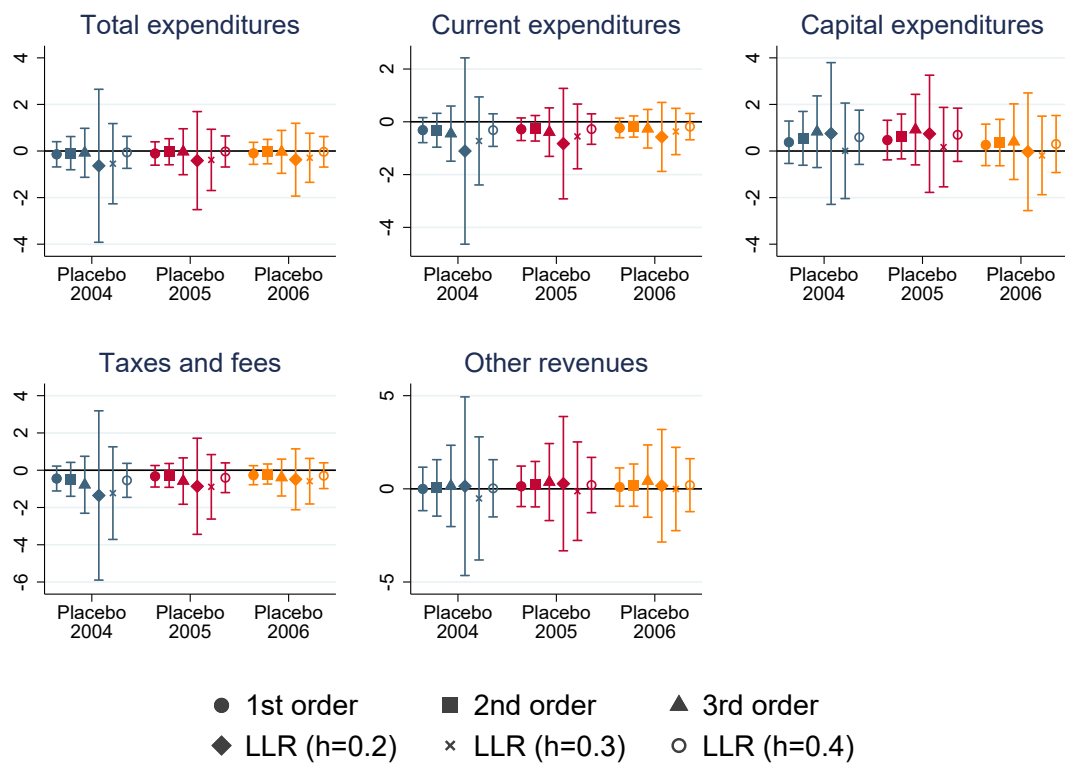 Total expenditures
4
2
0
-2
-4
Placebo
2004
Placebo
2005
Placebo
2006
Current expenditures
2
0
-2
-4
Placebo
2004
Placebo
2005
Placebo
2006
Capital expenditures
4
2
0
-2
-4
Placebo
2004
Placebo
2005
Placebo
2006
Taxes and fees
4
2
0
-2
-4
-6
Placebo
2004
Placebo
2005
Placebo
2006
Other revenues
5
0
-5
Placebo
2004
Placebo
2005
Placebo
2006
1st order
2nd order
3rd order
LLR (h=0.2)
LLR (h=0.3)
LLR (h=0.4)